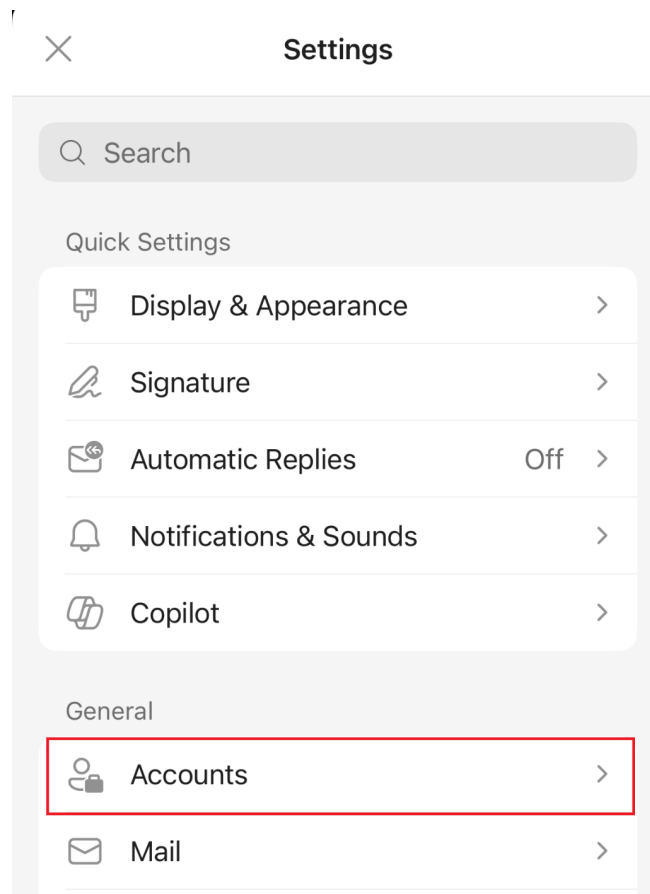 Settings
Search
Quick Settings
Display & Appearance
Signature
Automatic Replies Off
Notifications & Sounds
Copilot
General
Accounts
Mail